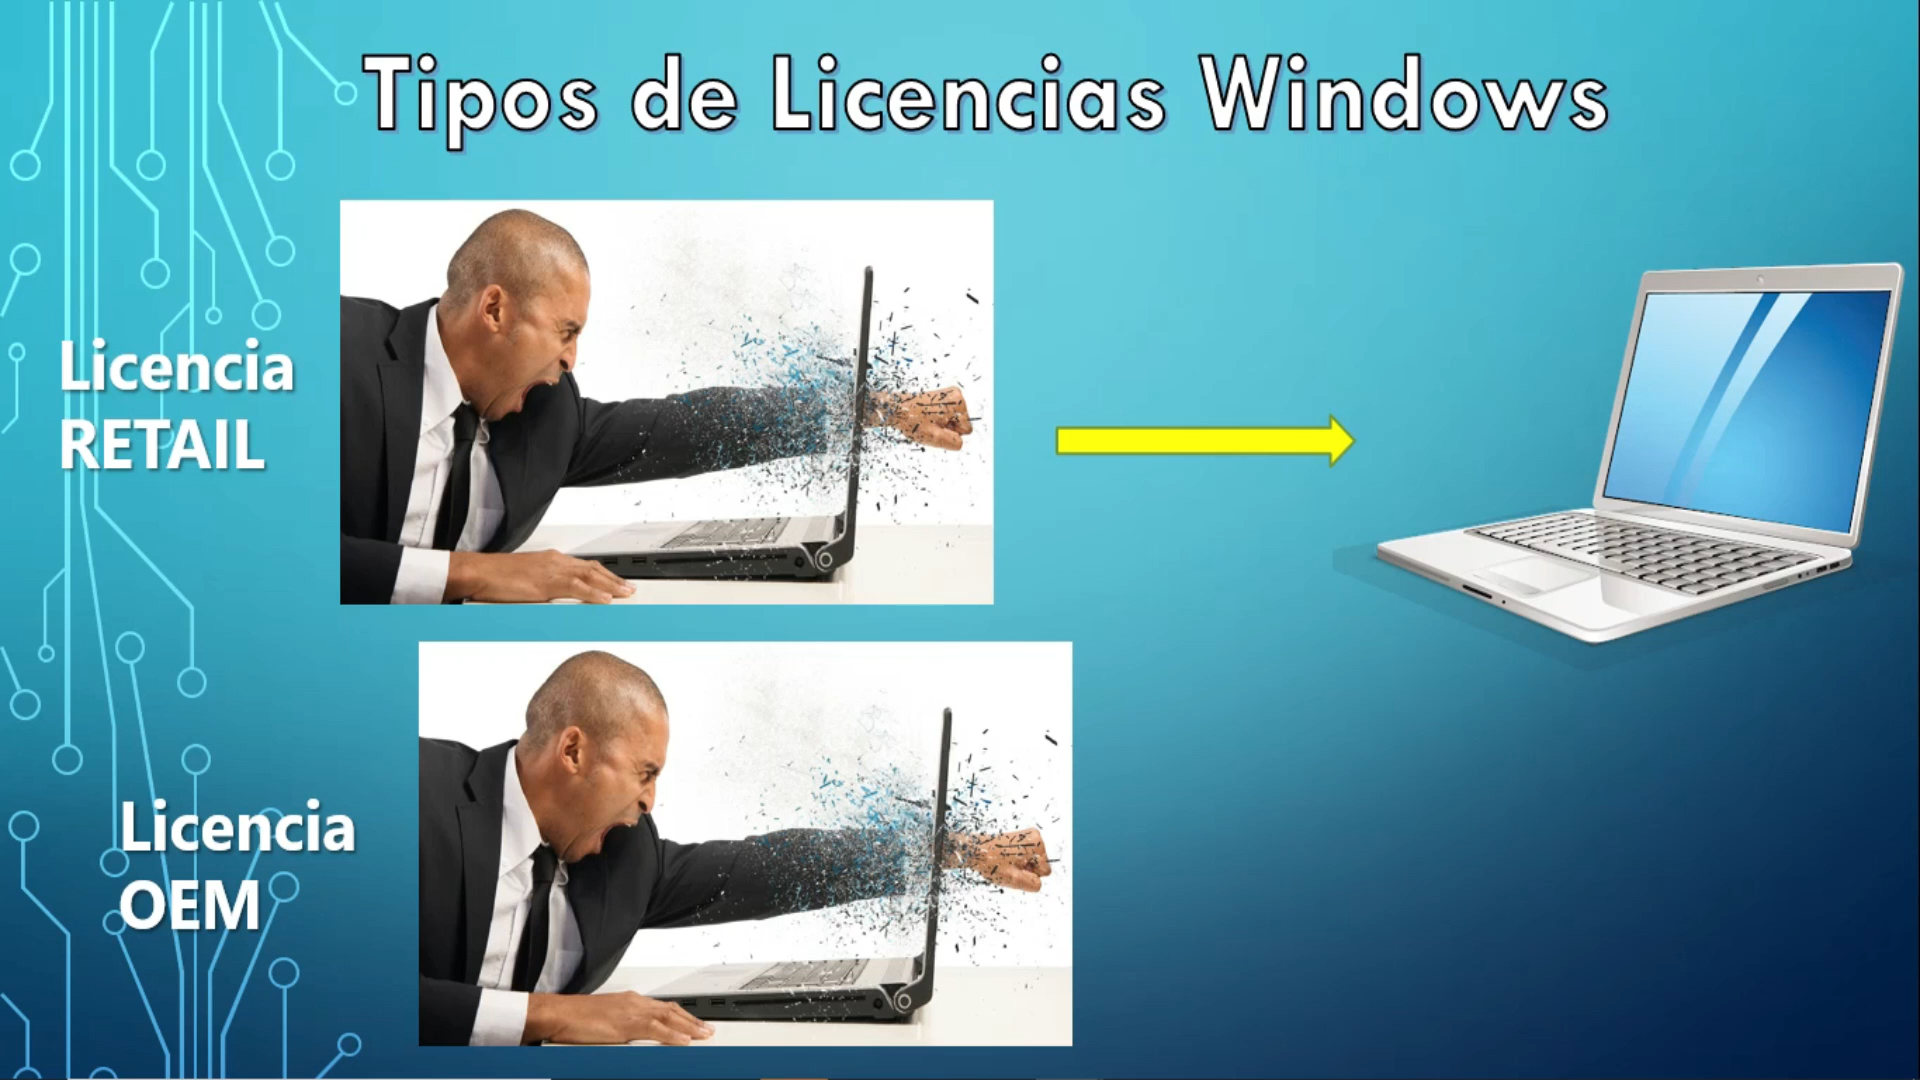 Tipos de Licencias Windows
Licencia
RETAIL
Licencia
OEM